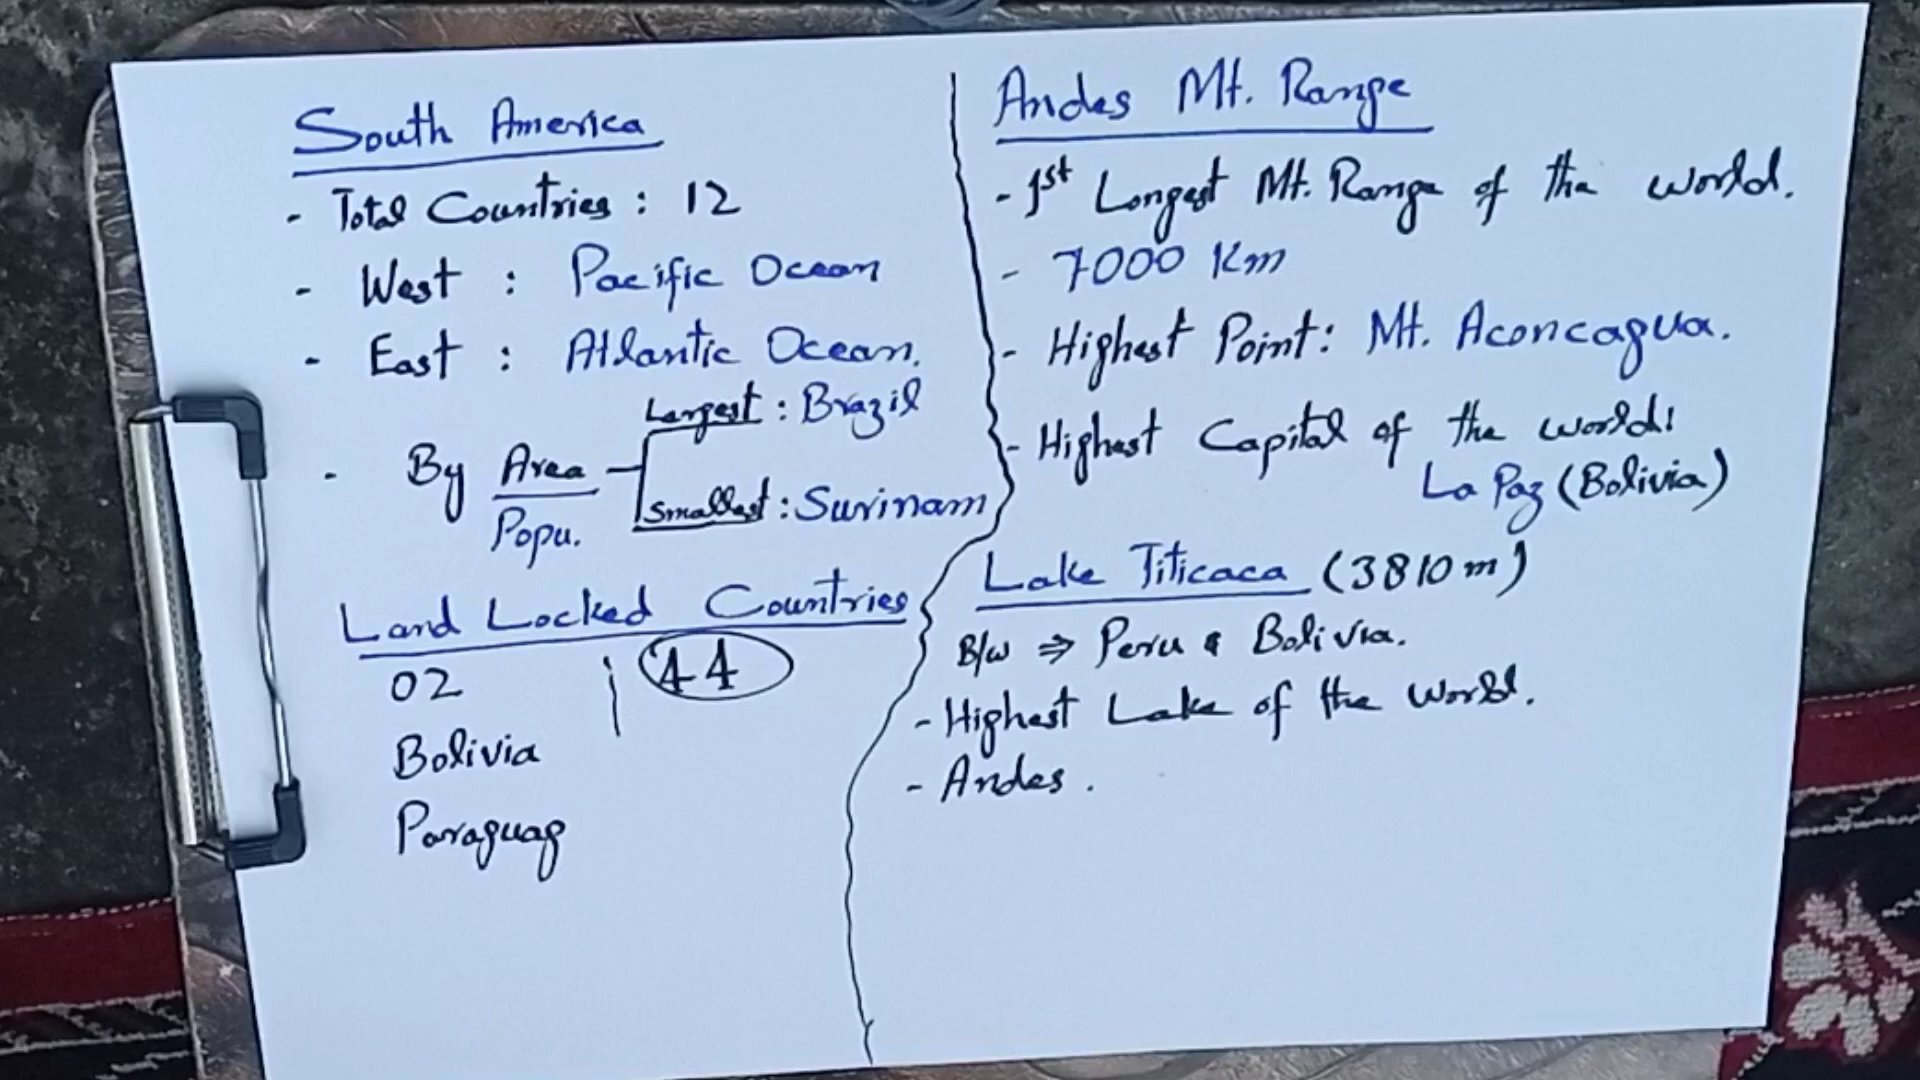 South America
- Total Countries : 12
- West : Pacific Ocean
- East : Atlantic Ocean.
- By Area Largest : Brazil
Popu. Smallest : Surinam
Land Locked Countries
02 44
Bolivia
Paraguay
Andes Mt. Range
- 1st Longest Mt. Range of the world.
- 7000 Km
- Highest Point: Mt. Aconcagua.
- Highest Capital of the world:
La Paz (Bolivia)
Lake Titicaca (3810 m)
B/w ⇒ Peru & Bolivia.
- Highest Lake of the World.
- Andes.